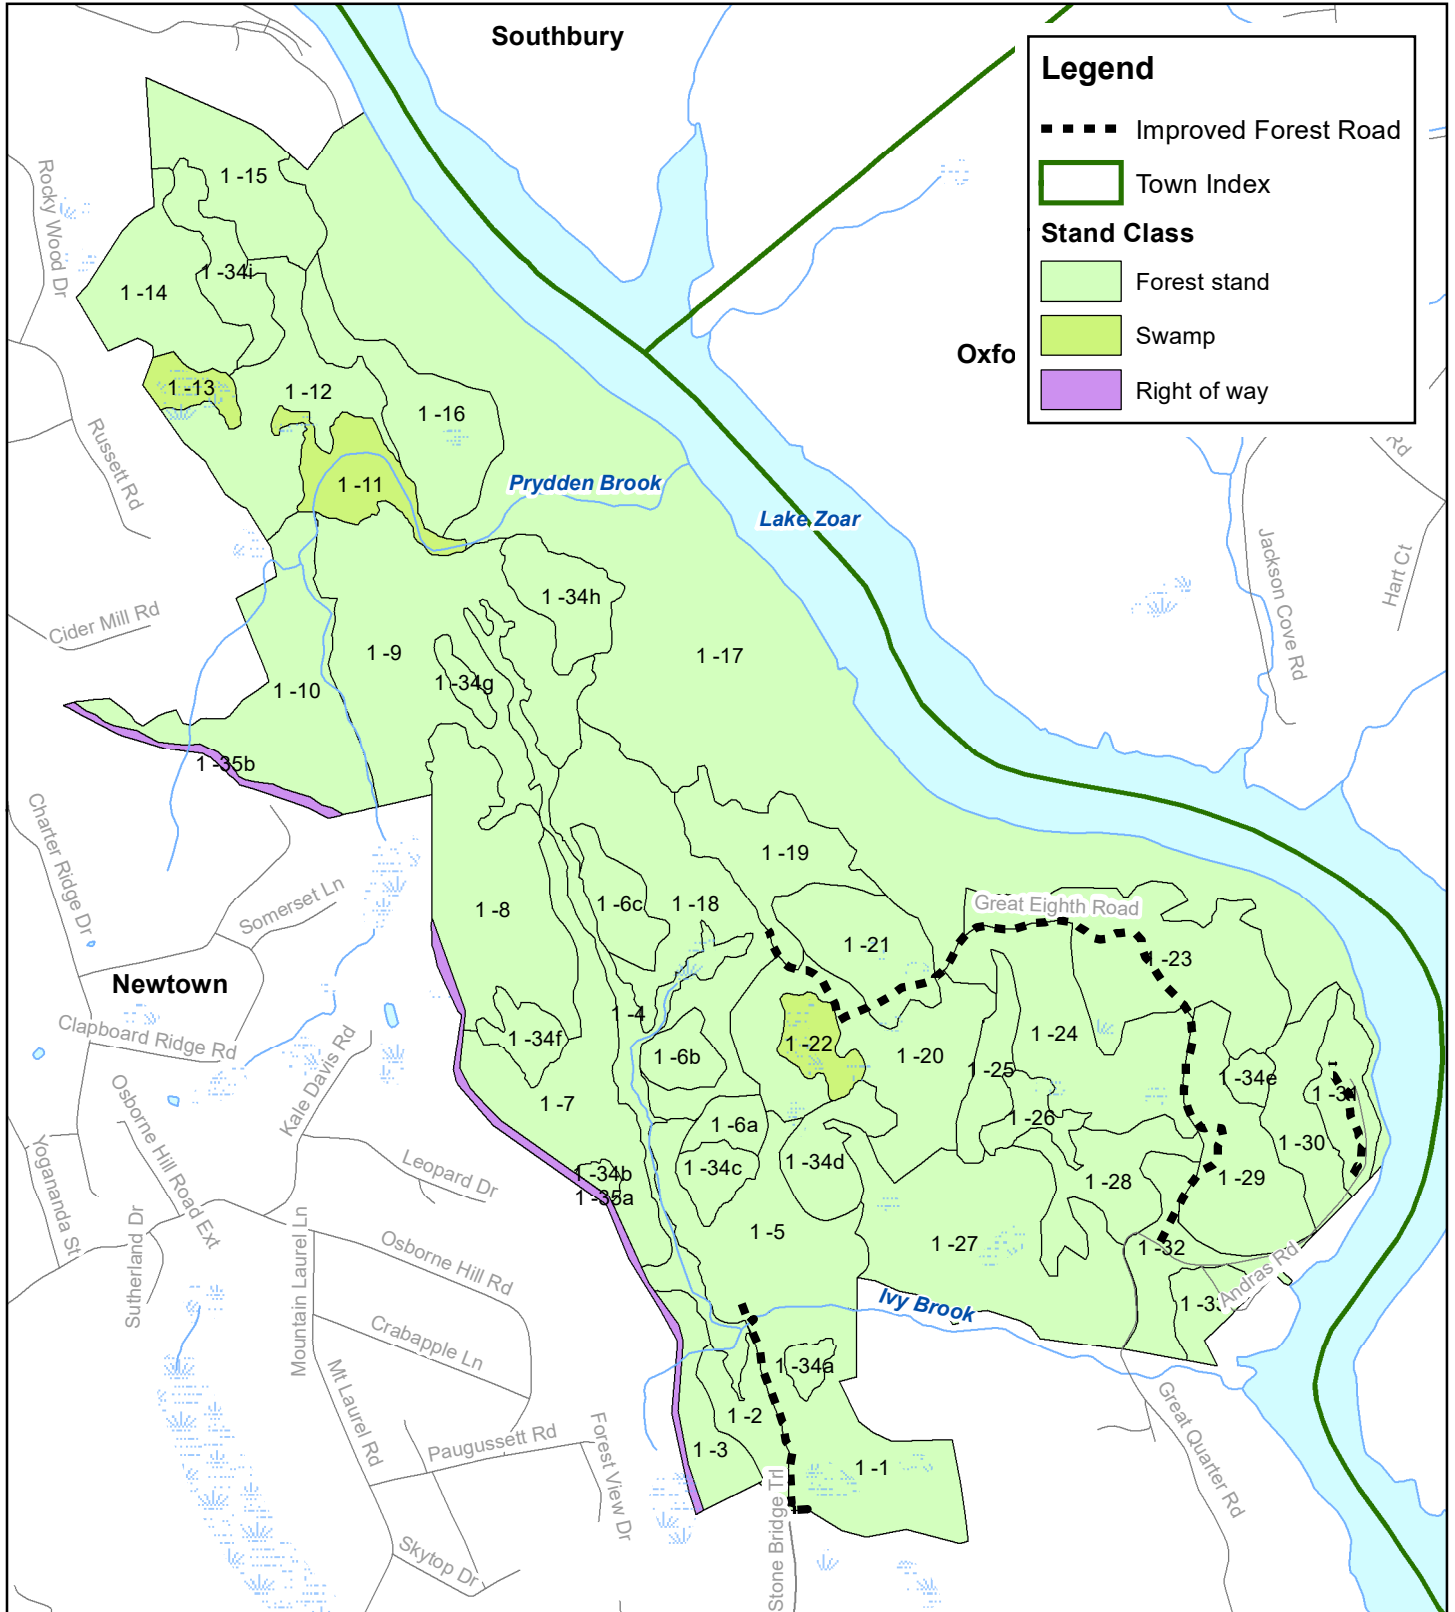 Southbury
Legend
Improved Forest Road
Town Index
Stand Class
Forest stand
Swamp
Right of way
Oxfo
Rocky Wood Dr
1 -15
1 -34i
1 -14
1 -13
1 -12
1 -16
Russett Rd
1 -11
Prydden Brook
Lake Zoar
Rd
Jackson Cove Rd
Hart Ct
Cider Mill Rd
1 -34h
1 -9
1 -17
1 -34g
1 -10
1 -35b
Charter Ridge Dr
1 -19
Somerset Ln
1 -8
1 -6c
1 -18
Great Eighth Road
1 -21
1 -23
Newtown
Clapboard Ridge Rd
1 -4
1 -34f
1 -6b
1 -22
1 -20
1 -24
1 -25
1 -34e
Osborne Hill Road Ext
Kale Davis Rd
1 -7
1 -6a
1 -26
1 -30
Yogananda St
Leopard Dr
1 -34b
1 -35a
1 -34c
1 -34d
1 -28
1 -29
Sutherland Dr
Mountain Laurel Ln
Osborne Hill Rd
1 -5
1 -27
1 -32
Andras Rd
Ivy Brook
1 -33
Crabapple Ln
1 -34a
Mt Laurel Rd
1 -2
1 -3
1 -1
Paugussett Rd
Forest View Dr
Stone Bridge Trl
Great Quarter Rd
Skytop Dr